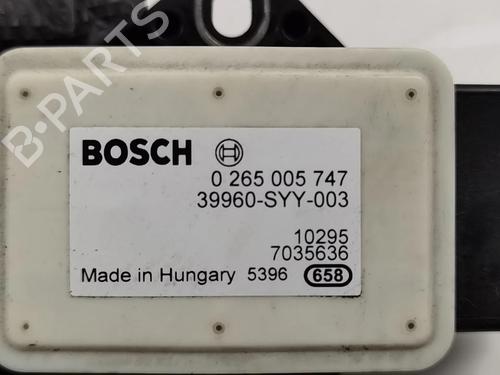 B-PARTS
BOSCH
0 265 005 747
39960-SYY-003
10295
7035636
Made in Hungary 5396 658